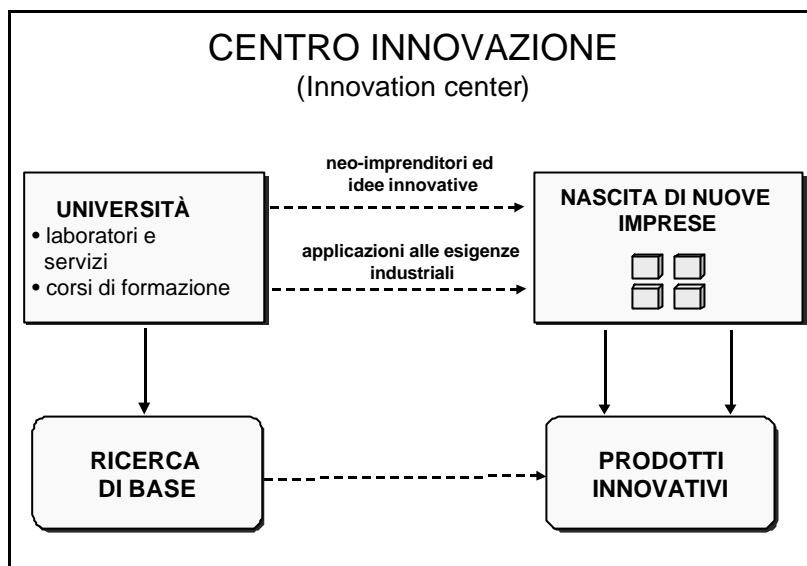 CENTRO INNOVAZIONE
(Innovation center)
neo-imprenditori ed
idee innovative
UNIVERSITÀ
• laboratori e
servizi
• corsi di formazione
applicazioni alle esigenze
industriali
NASCITA DI NUOVE
IMPRESE
RICERCA
DI BASE
PRODOTTI
INNOVATIVI